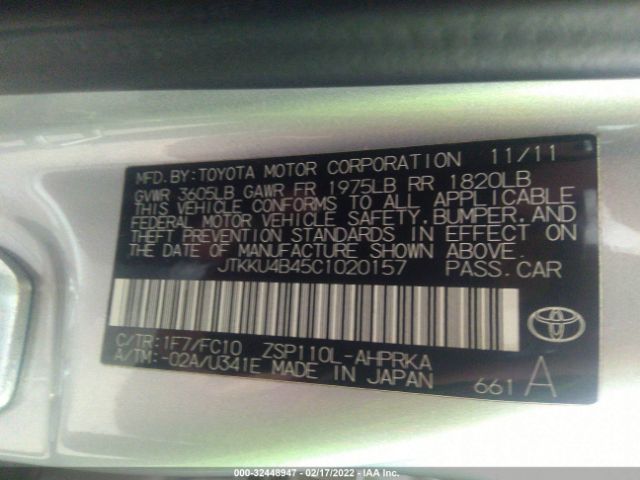 MFD. BY: TOYOTA MOTOR CORPORATION 11/11
GVWR 3605LB GAWR FR 1975LB RR 1820LB
THIS VEHICLE CONFORMS TO ALL APPLICABLE
FEDERAL MOTOR VEHICLE SAFETY, BUMPER, AND
THEFT PREVENTION STANDARDS IN EFFECT ON
THE DATE OF MANUFACTURE SHOWN ABOVE.
JTKKU4B45C1020157 PASS. CAR
C/TR: 1F7/FC10 ZSP110L-AHPRKA
A/TM: -02A/U341E MADE IN JAPAN
661 A
000-32448947 - 02/17/2022 - IAA Inc.